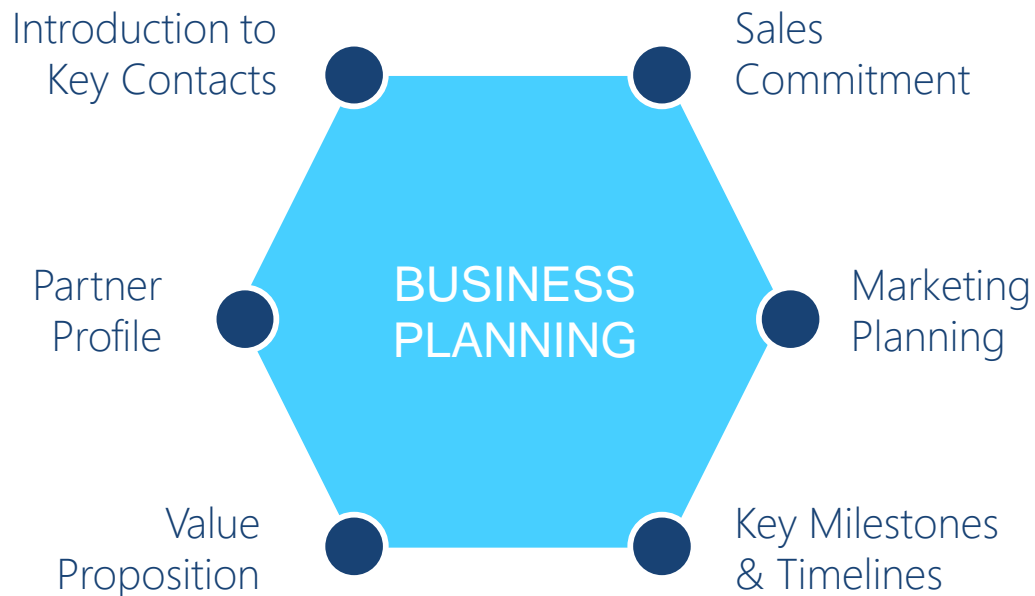 Introduction to
Key Contacts
Sales
Commitment
Partner
Profile
BUSINESS
PLANNING
Marketing
Planning
Value
Proposition
Key Milestones
& Timelines